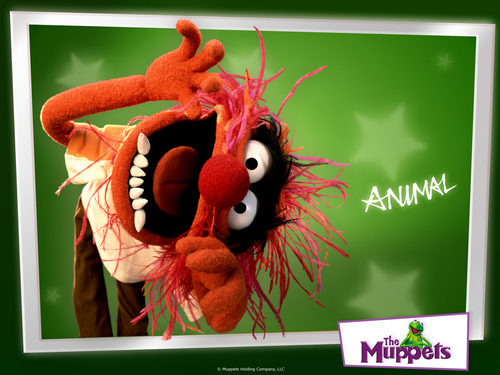 ANIMAL
The
Muppets
© Muppets Holding Company, LLC